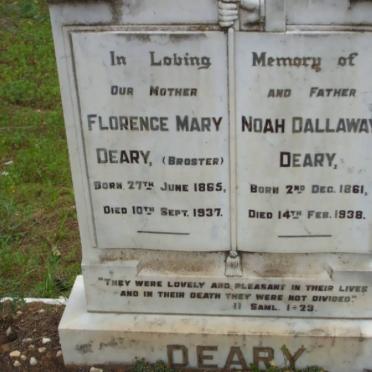 In Loving Memory of
OUR MOTHER AND FATHER
FLORENCE MARY
DEARY, (BROSTER)
BORN 27TH JUNE 1865,
DIED 10TH SEPT. 1937.
NOAH DALLAWAY
DEARY,
BORN 2ND DEC. 1861,
DIED 14TH FEB. 1938.
"THEY WERE LOVELY AND PLEASANT IN THEIR LIVES
AND IN THEIR DEATH THEY WERE NOT DIVIDED."
II SAML. 1-23.
DEARY